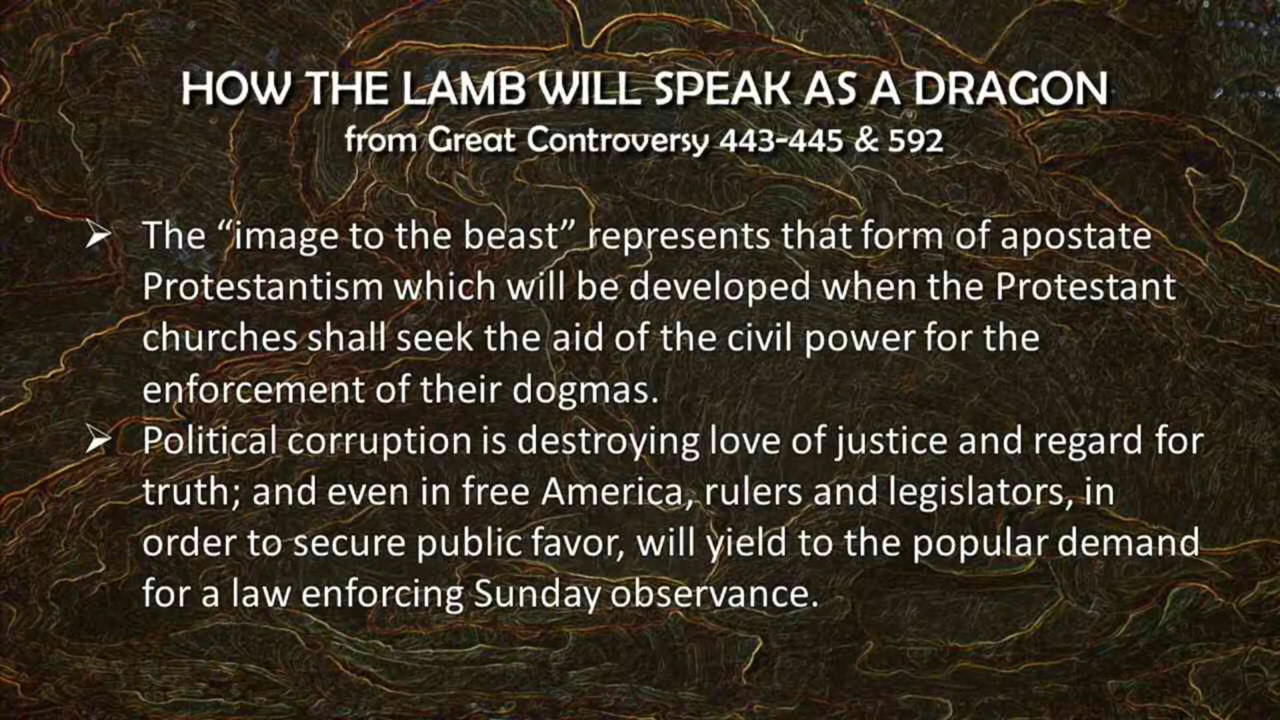 HOW THE LAMB WILL SPEAK AS A DRAGON
from Great Controversy 443-445 & 592
➢ The “image to the beast” represents that form of apostate
Protestantism which will be developed when the Protestant
churches shall seek the aid of the civil power for the
enforcement of their dogmas.
➢ Political corruption is destroying love of justice and regard for
truth; and even in free America, rulers and legislators, in
order to secure public favor, will yield to the popular demand
for a law enforcing Sunday observance.